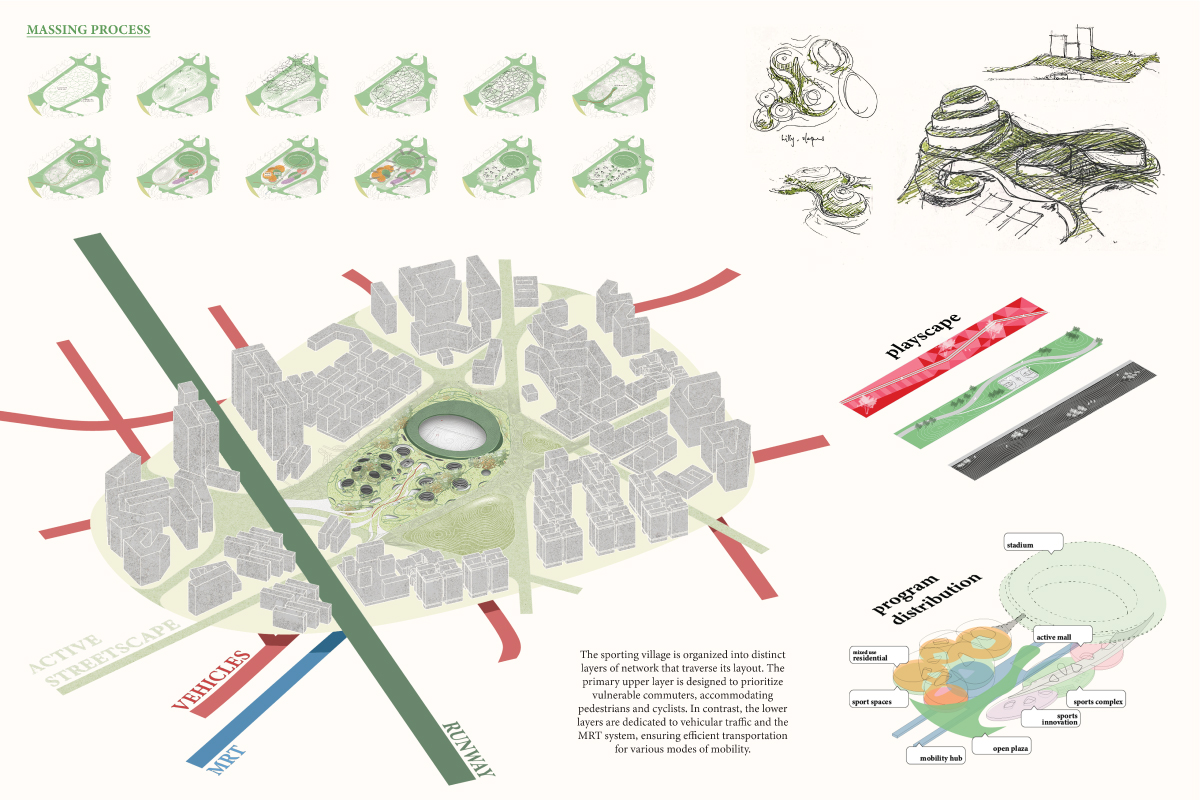 MASSING PROCESS
playscape
ACTIVE
STREETSCAPE
VEHICLES
MRT
RUNWAY
The sporting village is organized into distinct
layers of network that traverse its layout. The
primary upper layer is designed to prioritize
vulnerable commuters, accommodating
pedestrians and cyclists. In contrast, the lower
layers are dedicated to vehicular traffic and the
MRT system, ensuring efficient transportation
for various modes of mobility.
program
distribution
stadium
active mall
mixed use
residential
sport spaces
sports complex
sports
innovation
open plaza
mobility hub